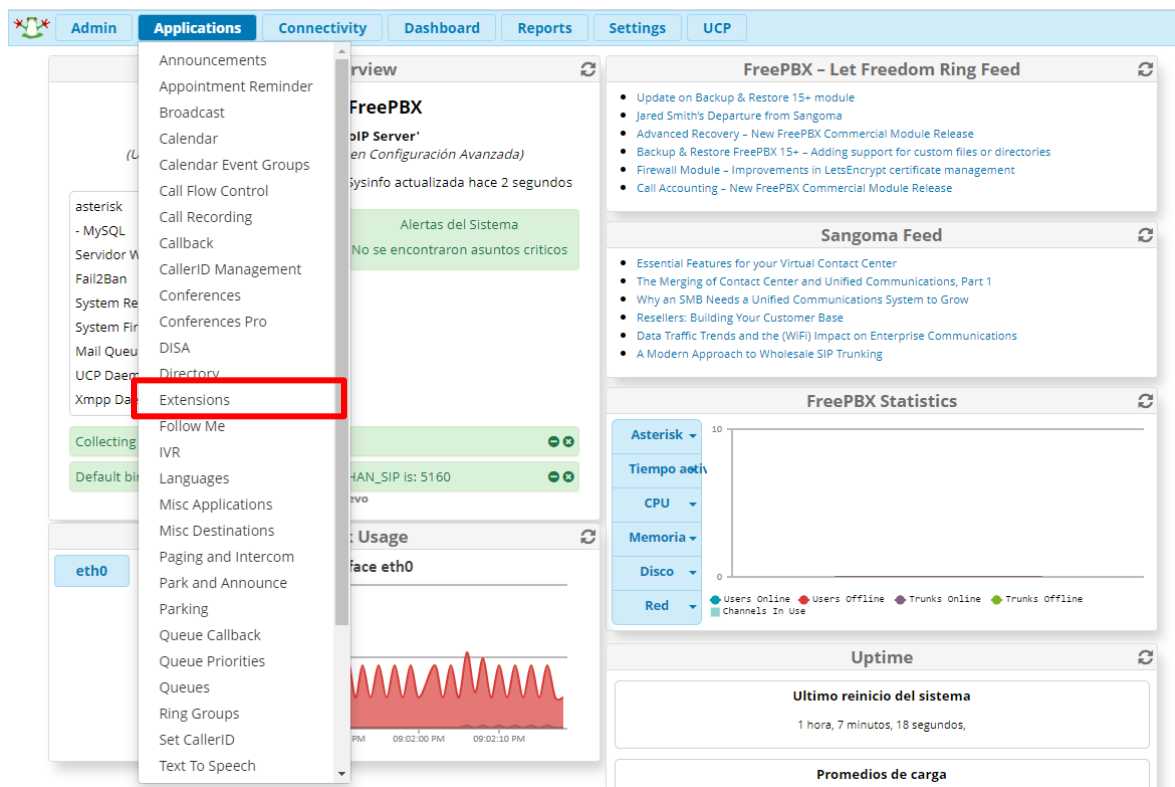 Admin
Applications
Connectivity
Dashboard
Reports
Settings
UCP
Announcements
Appointment Reminder
Broadcast
Calendar
Calendar Event Groups
Call Flow Control
Call Recording
Callback
CallerID Management
Conferences
Conferences Pro
DISA
Directory
Extensions
Follow Me
IVR
Languages
Misc Applications
Misc Destinations
Paging and Intercom
Park and Announce
Parking
Queue Callback
Queue Priorities
Queues
Ring Groups
Set CallerID
Text To Speech
rview
FreePBX
oIP Server'
en Configuración Avanzada)
Sysinfo actualizada hace 2 segundos
asterisk
- MySQL
Servidor W
Fail2Ban
System Re
System Fir
Mail Queu
UCP Daem
Xmpp Da
Alertas del Sistema
No se encontraron asuntos criticos
Collecting
Default bi
HAN_SIP is: 5160
evo
Usage
eth0
face eth0
PM
09:02:00 PM
09:02:10 PM
FreePBX – Let Freedom Ring Feed
Update on Backup & Restore 15+ module
Jared Smith's Departure from Sangoma
Advanced Recovery – New FreePBX Commercial Module Release
Backup & Restore FreePBX 15+ – Adding support for custom files or directories
Firewall Module – Improvements in LetsEncrypt certificate management
Call Accounting – New FreePBX Commercial Module Release
Sangoma Feed
Essential Features for your Virtual Contact Center
The Merging of Contact Center and Unified Communications, Part 1
Why an SMB Needs a Unified Communications System to Grow
Resellers: Building Your Customer Base
Data Traffic Trends and the (WiFi) Impact on Enterprise Communications
A Modern Approach to Wholesale SIP Trunking
FreePBX Statistics
Asterisk
Tiempo activ
CPU
Memoria
Disco
Red
10
0
Users Online Users Offline Trunks Online Trunks Offline
Channels In Use
Uptime
Ultimo reinicio del sistema
1 hora, 7 minutos, 18 segundos,
Promedios de carga